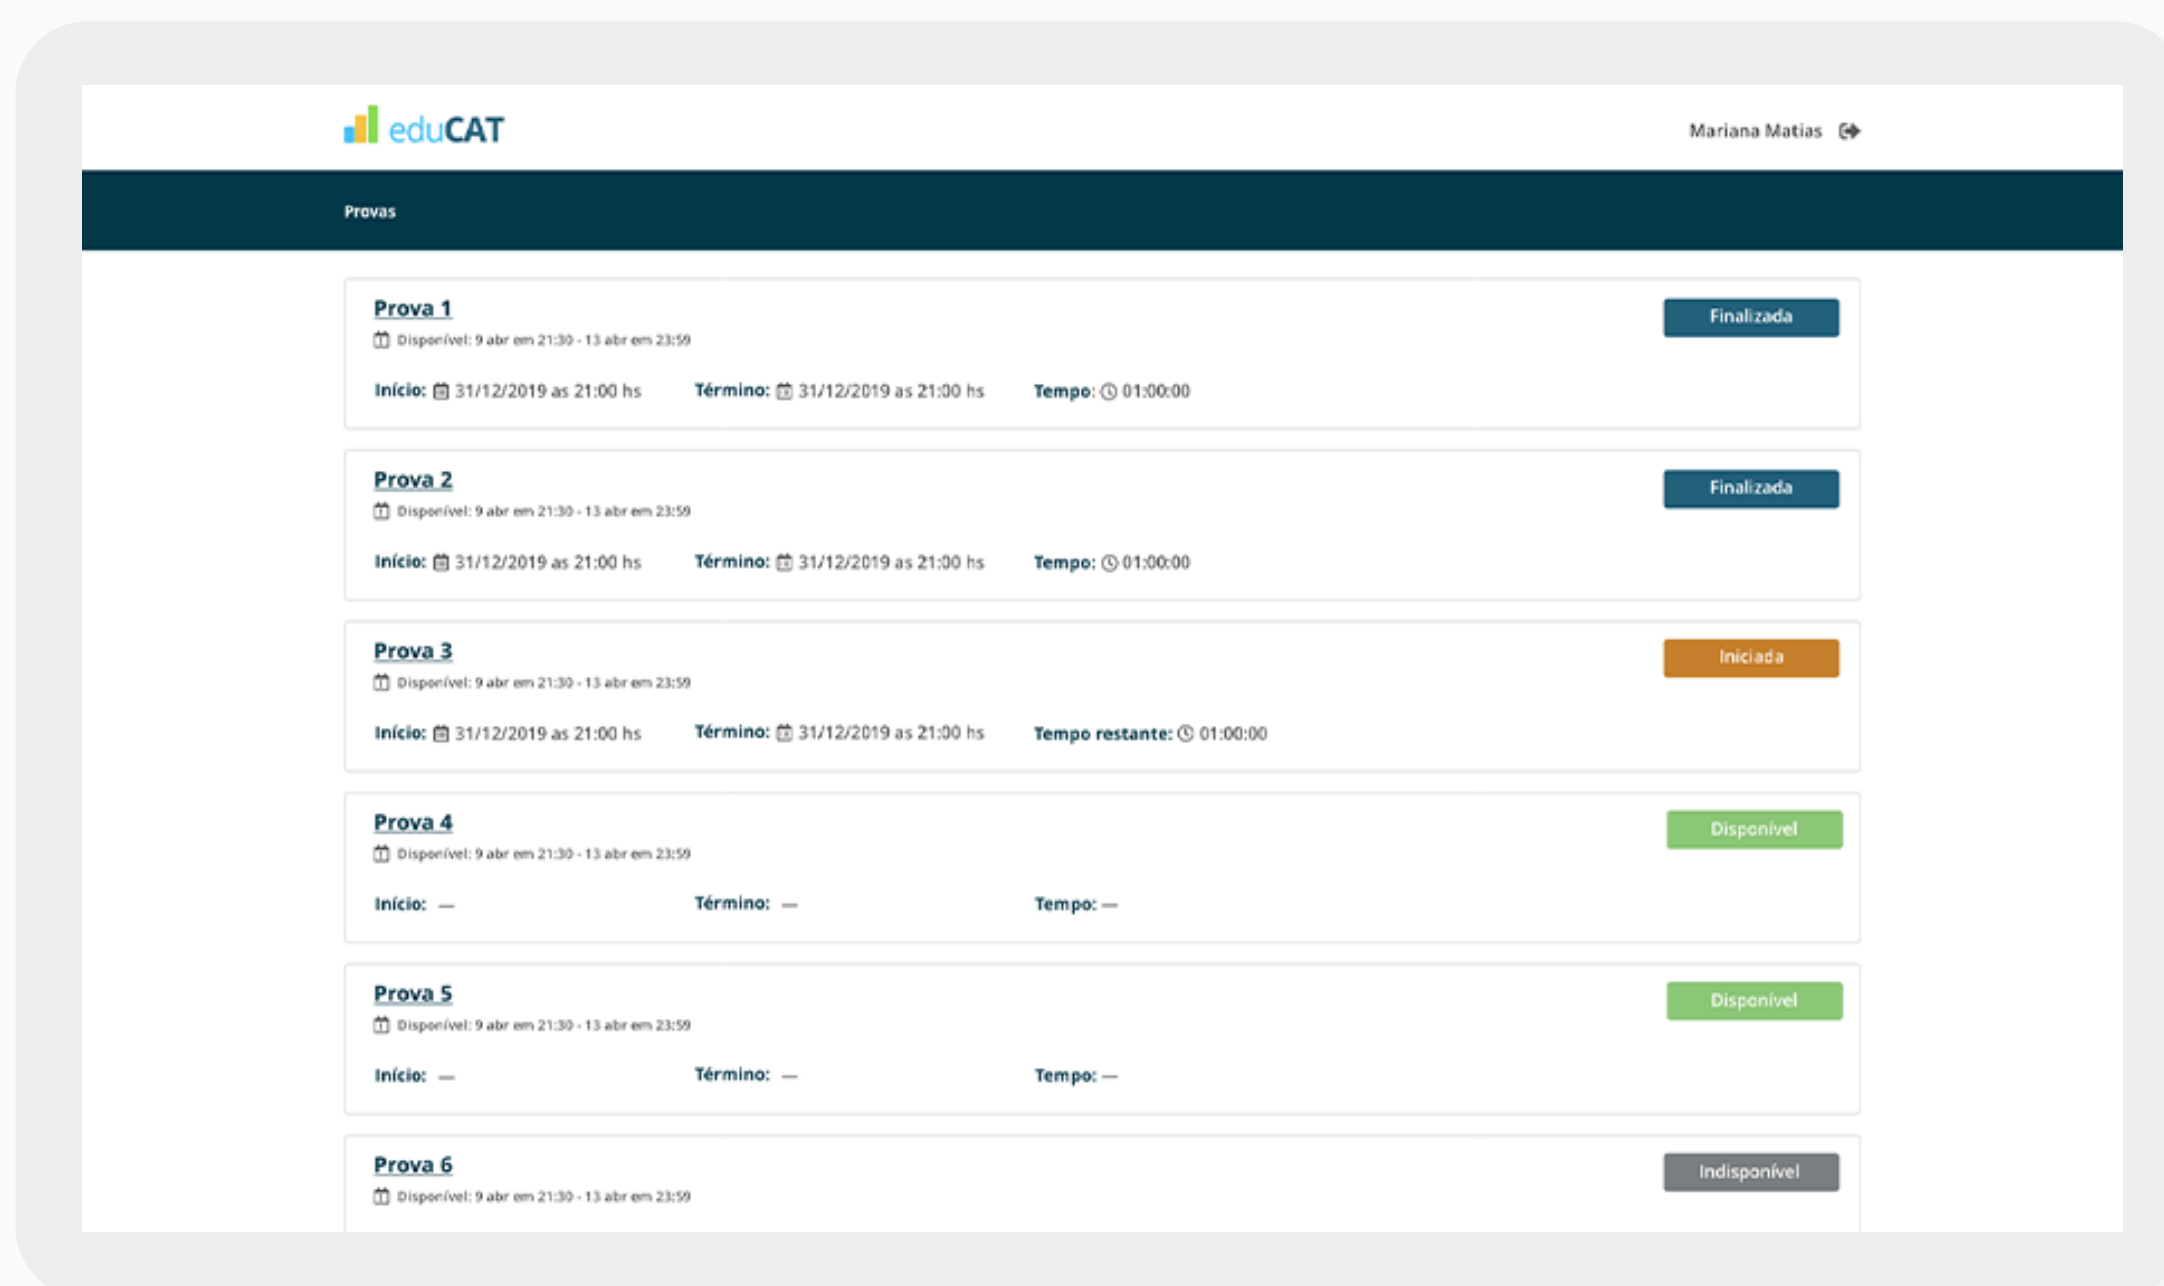 eduCAT
Mariana Matias
Provas
Prova 1
Finalizada
Disponível: 9 abr em 21:30 - 13 abr em 23:59
Início: 31/12/2019 as 21:00 hs Término: 31/12/2019 as 21:00 hs Tempo: 01:00:00
Prova 2
Finalizada
Disponível: 9 abr em 21:30 - 13 abr em 23:59
Início: 31/12/2019 as 21:00 hs Término: 31/12/2019 as 21:00 hs Tempo: 01:00:00
Prova 3
Iniciada
Disponível: 9 abr em 21:30 - 13 abr em 23:59
Início: 31/12/2019 as 21:00 hs Término: 31/12/2019 as 21:00 hs Tempo restante: 01:00:00
Prova 4
Disponível
Disponível: 9 abr em 21:30 - 13 abr em 23:59
Início: — Término: — Tempo: —
Prova 5
Disponível
Disponível: 9 abr em 21:30 - 13 abr em 23:59
Início: — Término: — Tempo: —
Prova 6
Indisponível
Disponível: 9 abr em 21:30 - 13 abr em 23:59